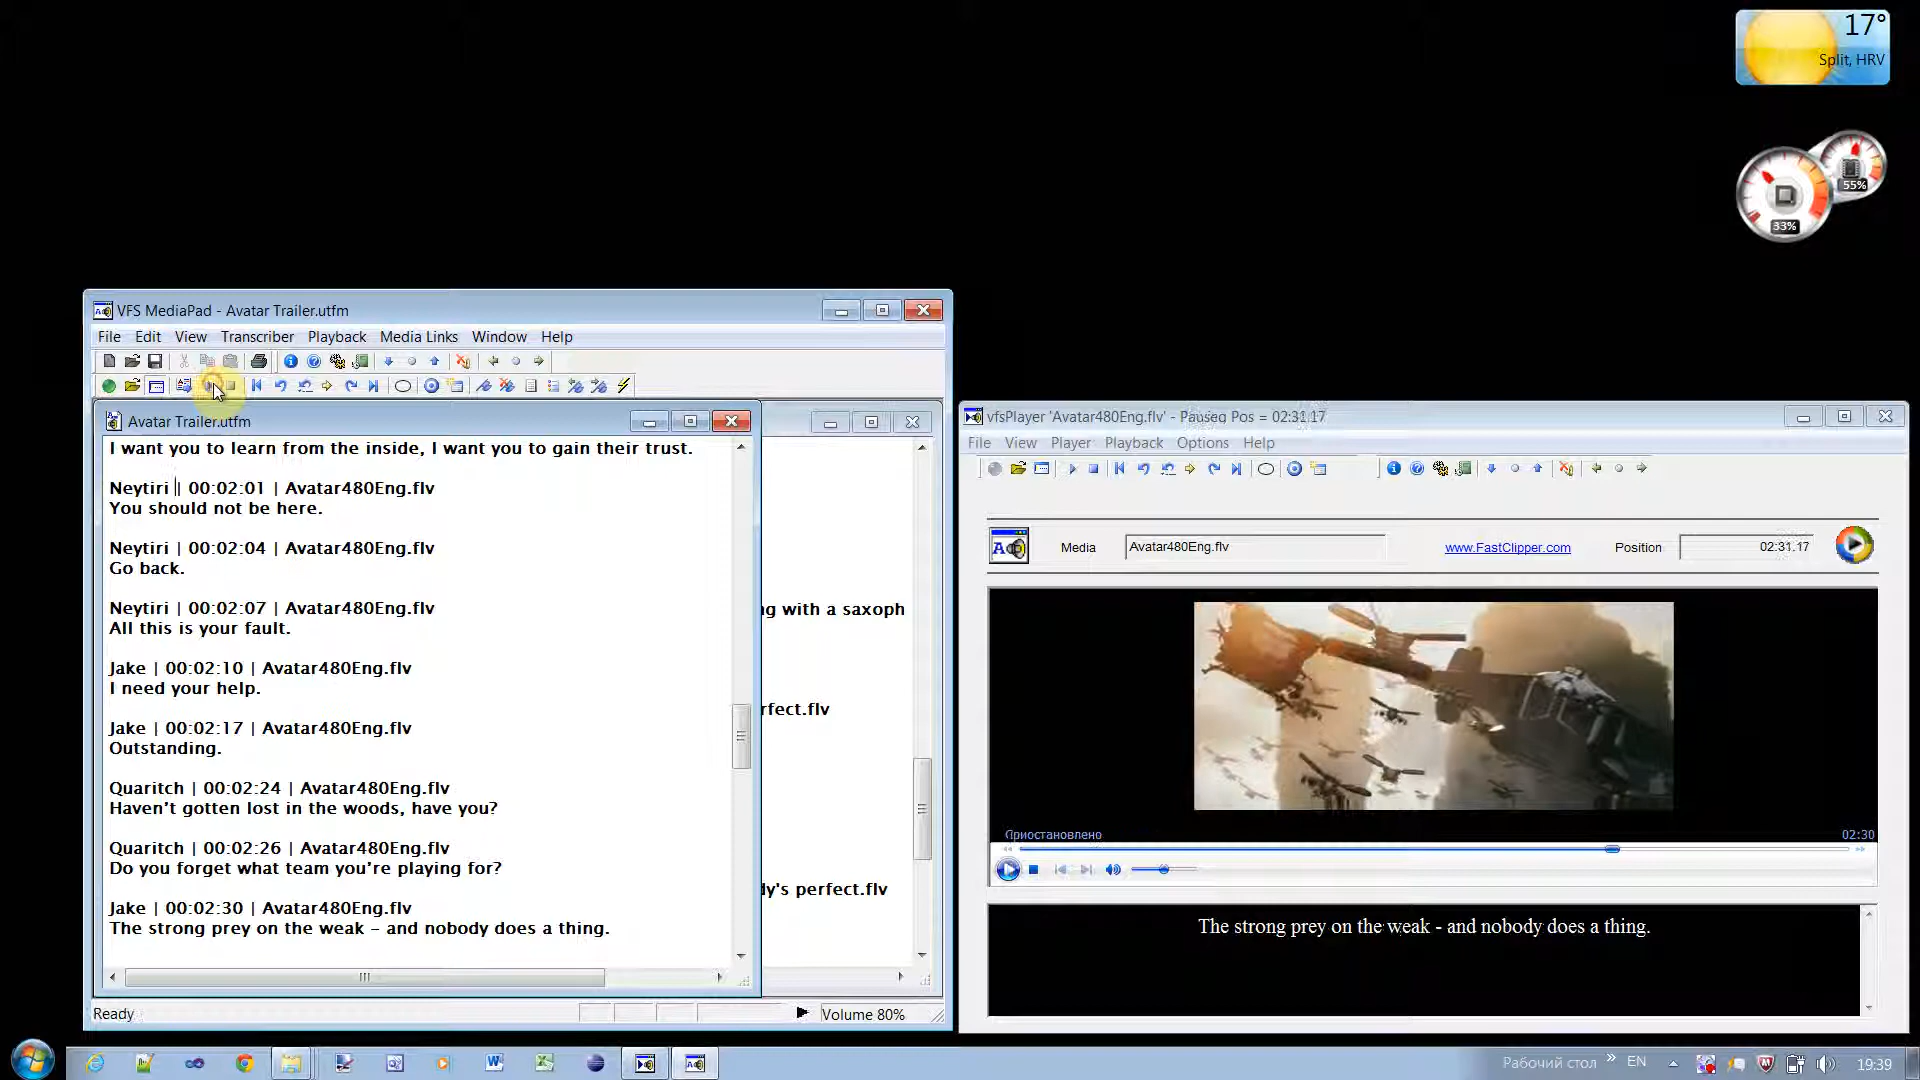 17°
Split, HRV
55%
33%
VFS MediaPad - Avatar Trailer.utfm
File Edit View Transcriber Playback Media Links Window Help
Avatar Trailer.utfm
I want you to learn from the inside, I want you to gain their trust.
Neytiri | 00:02:01 | Avatar480Eng.flv
You should not be here.
Neytiri | 00:02:04 | Avatar480Eng.flv
Go back.
Neytiri | 00:02:07 | Avatar480Eng.flv
All this is your fault.
Jake | 00:02:10 | Avatar480Eng.flv
I need your help.
Jake | 00:02:17 | Avatar480Eng.flv
Outstanding.
Quaritch | 00:02:24 | Avatar480Eng.flv
Haven’t gotten lost in the woods, have you?
Quaritch | 00:02:26 | Avatar480Eng.flv
Do you forget what team you’re playing for?
Jake | 00:02:30 | Avatar480Eng.flv
The strong prey on the weak – and nobody does a thing.
ng with a saxoph
rfect.flv
dy's perfect.flv
Ready
Volume 80%
vfsPlayer 'Avatar480Eng.flv' - Paused Pos = 02:31.17
File View Player Playback Options Help
Media Avatar480Eng.flv www.FastClipper.com Position 02:31.17
Приостановлено 02:30
The strong prey on the weak - and nobody does a thing.
Рабочий стол » EN 19:39